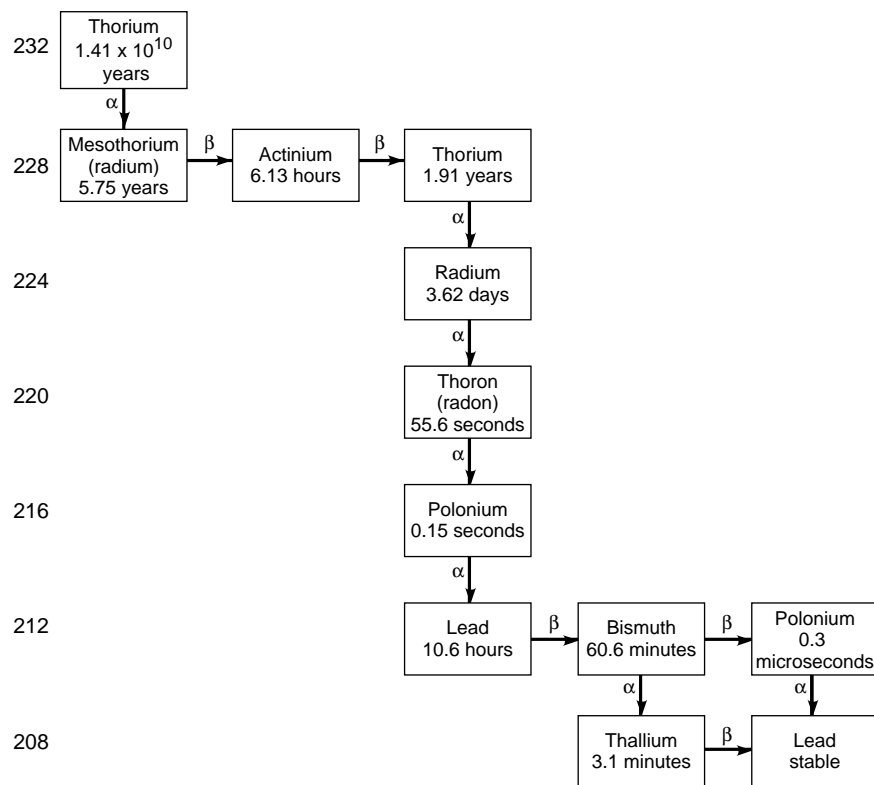 232
Thorium
1.41 x 10^10
years
α
228
Mesothorium
(radium)
5.75 years
β
Actinium
6.13 hours
β
Thorium
1.91 years
α
224
Radium
3.62 days
α
220
Thoron
(radon)
55.6 seconds
α
216
Polonium
0.15 seconds
α
212
Lead
10.6 hours
β
Bismuth
60.6 minutes
β
Polonium
0.3
microseconds
α
α
208
Thallium
3.1 minutes
β
Lead
stable